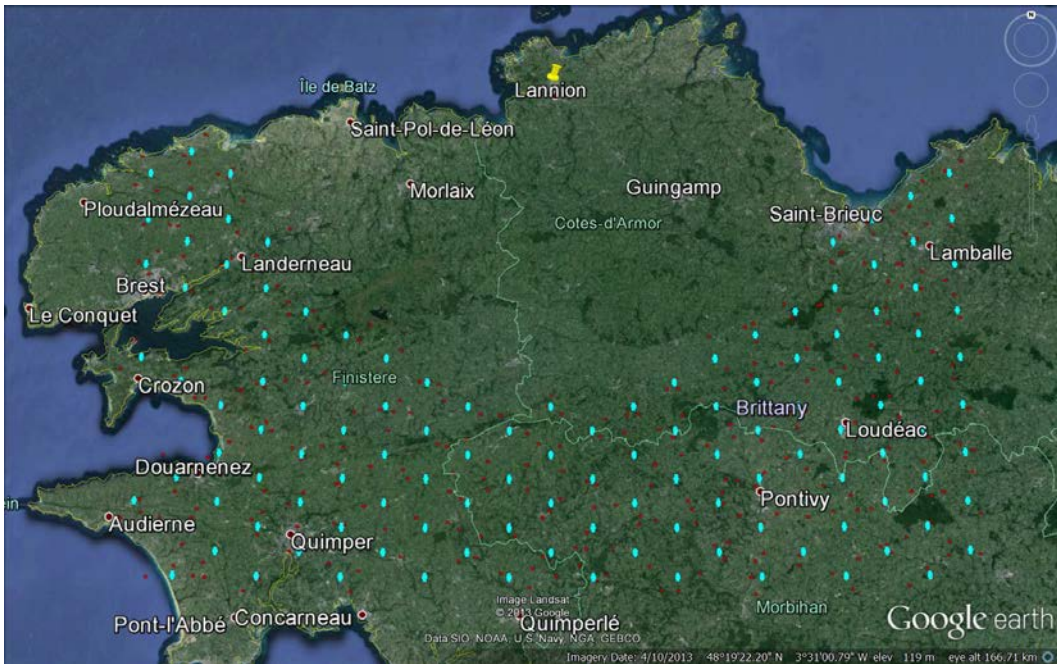 N
Île de Batz
Lannion
Saint-Pol-de-Léon
Morlaix
Guingamp
Ploudalmézeau
Saint-Brieuc
Cotes-d'Armor
Lamballe
Landerneau
Brest
Le Conquet
Crozon
Finistere
Brittany
Loudéac
Douarnenez
Pontivy
ein
Audierne
Quimper
Image Landsat
© 2013 Google
Morbihan
Pont-l'Abbé
Concarneau
Quimperlé
Google earth
Data SIO, NOAA, U.S. Navy, NGA, GEBCO
Imagery Date: 4/10/2013 48°19'22.20" N 3°31'00.79" W elev 119 m eye alt 166.71 km